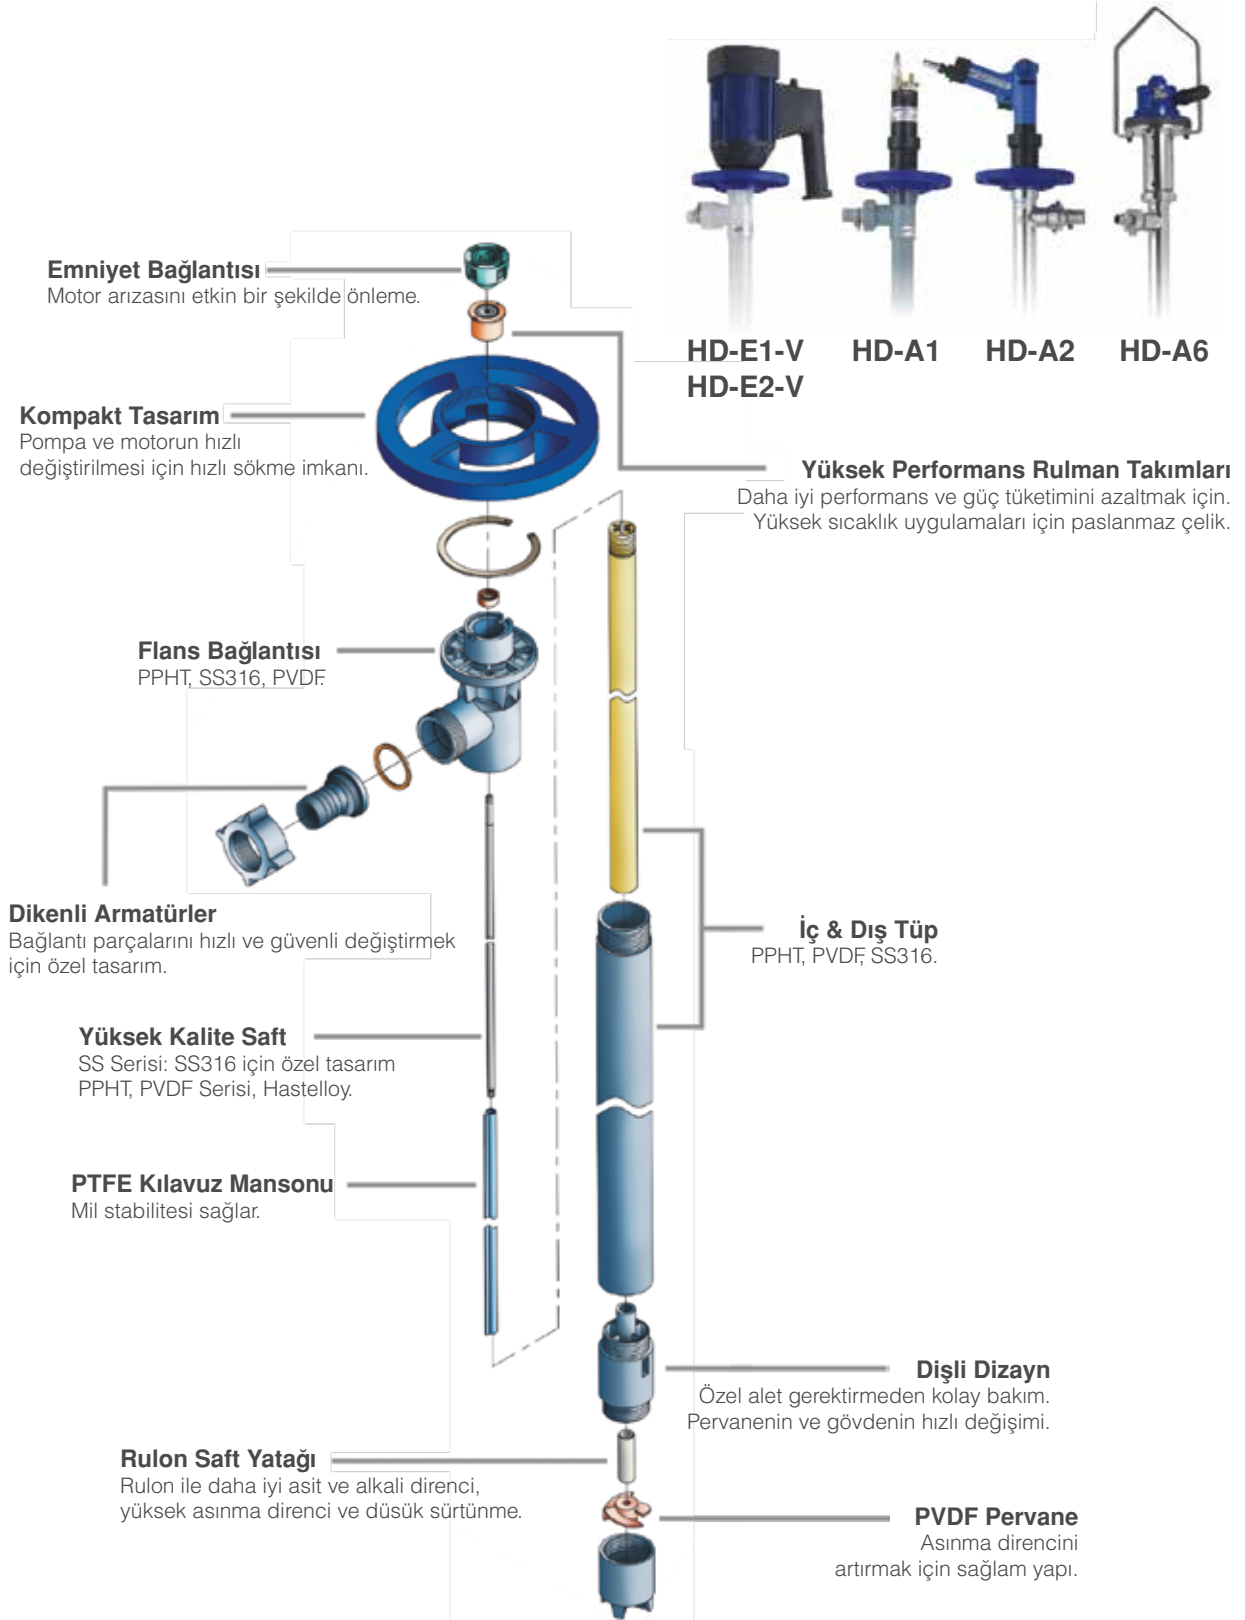 HD-E1-V HD-A1 HD-A2 HD-A6
HD-E2-V
Emniyet Bağlantısı
Motor arızasını etkin bir şekilde önleme.
Kompakt Tasarım
Pompa ve motorun hızlı
değiştirilmesi için hızlı sökme imkanı.
Yüksek Performans Rulman Takımları
Daha iyi performans ve güç tüketimini azaltmak için.
Yüksek sıcaklık uygulamaları için paslanmaz çelik.
Flans Bağlantısı
PPHT, SS316, PVDF.
Dikenli Armatürler
Bağlantı parçalarını hızlı ve güvenli değiştirmek
için özel tasarım.
İç & Dış Tüp
PPHT, PVDF, SS316.
Yüksek Kalite Saft
SS Serisi: SS316 için özel tasarım
PPHT, PVDF Serisi, Hastelloy.
PTFE Kılavuz Mansonu
Mil stabilitesi sağlar.
Dişli Dizayn
Özel alet gerektirmeden kolay bakım.
Pervanenin ve gövdenin hızlı değişimi.
Rulon Saft Yatağı
Rulon ile daha iyi asit ve alkali direnci,
yüksek asınma direnci ve düsük sürtünme.
PVDF Pervane
Asınma direncini
artırmak için sağlam yapı.